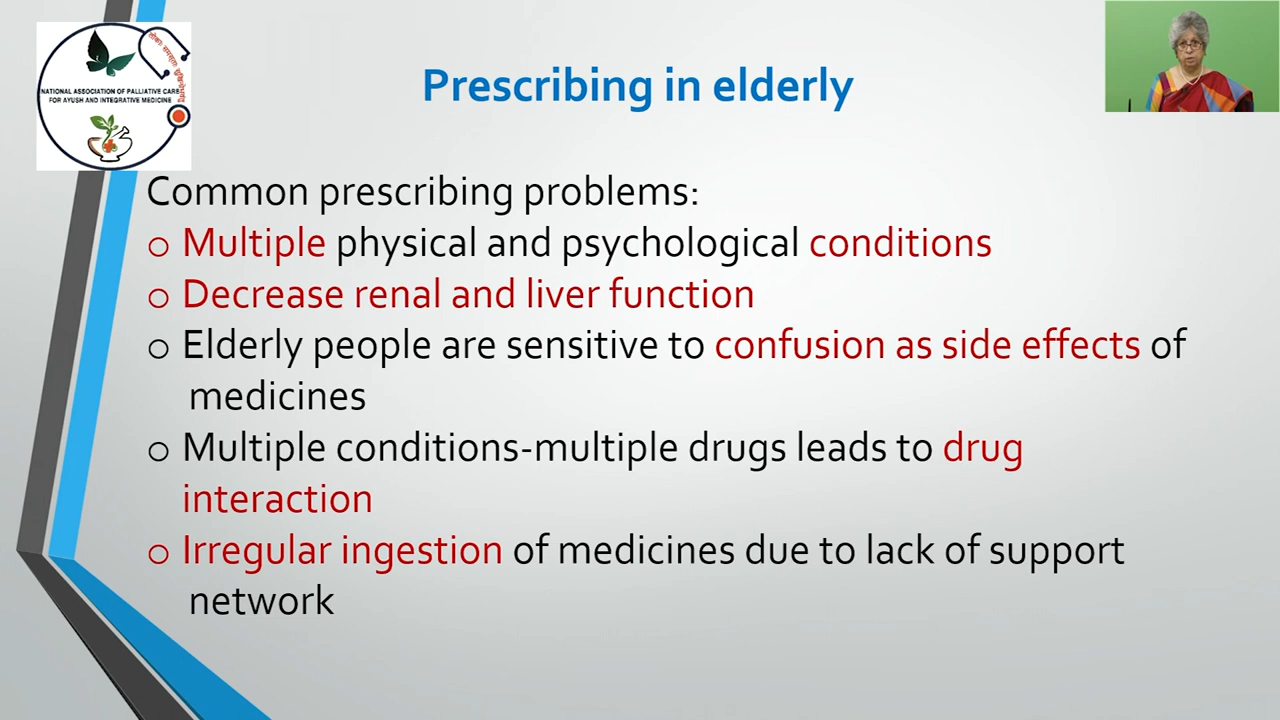 NATIONAL ASSOCIATION OF PALLIATIVE CARE
FOR AYUSH AND INTEGRATIVE MEDICINE
Prescribing in elderly
Common prescribing problems:
o Multiple physical and psychological conditions
o Decrease renal and liver function
o Elderly people are sensitive to confusion as side effects of
medicines
o Multiple conditions-multiple drugs leads to drug
interaction
o Irregular ingestion of medicines due to lack of support
network